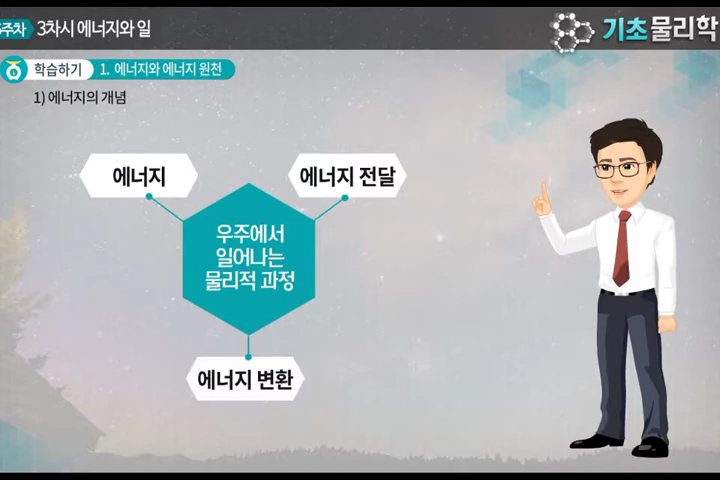 주차 3차시 에너지와 일
기초물리학
학습하기 1. 에너지와 에너지 원천
1) 에너지의 개념
에너지
에너지 전달
우주에서
일어나는
물리적 과정
에너지 변환